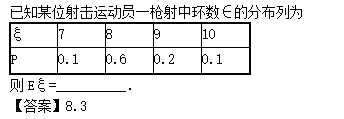 已知某位射击运动员一枪射中环数∈的分布列为
ξ 7 8 9 10
P 0.1 0.6 0.2 0.1
则Eξ=________.
【答案】8.3